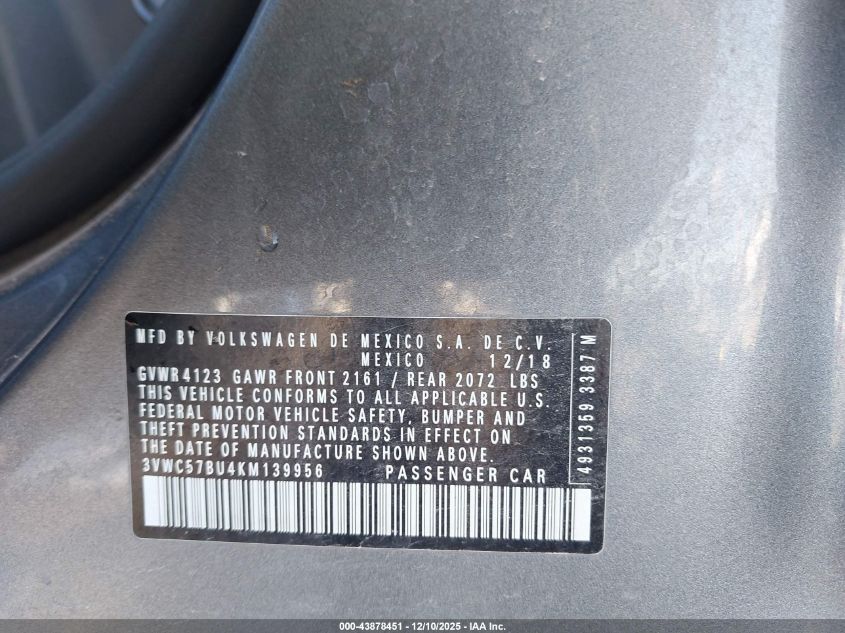 MFD BY VOLKSWAGEN DE MEXICO S.A. DE C.V.
MEXICO 12/18
GVWR 4123 GAWR FRONT 2161 / REAR 2072 LBS
THIS VEHICLE CONFORMS TO ALL APPLICABLE U.S.
FEDERAL MOTOR VEHICLE SAFETY, BUMPER AND
THEFT PREVENTION STANDARDS IN EFFECT ON
THE DATE OF MANUFACTURE SHOWN ABOVE.
3VWC57BU4KM139956 PASSENGER CAR
4931359 3387 M
000-43878451 - 12/10/2025 - IAA Inc.